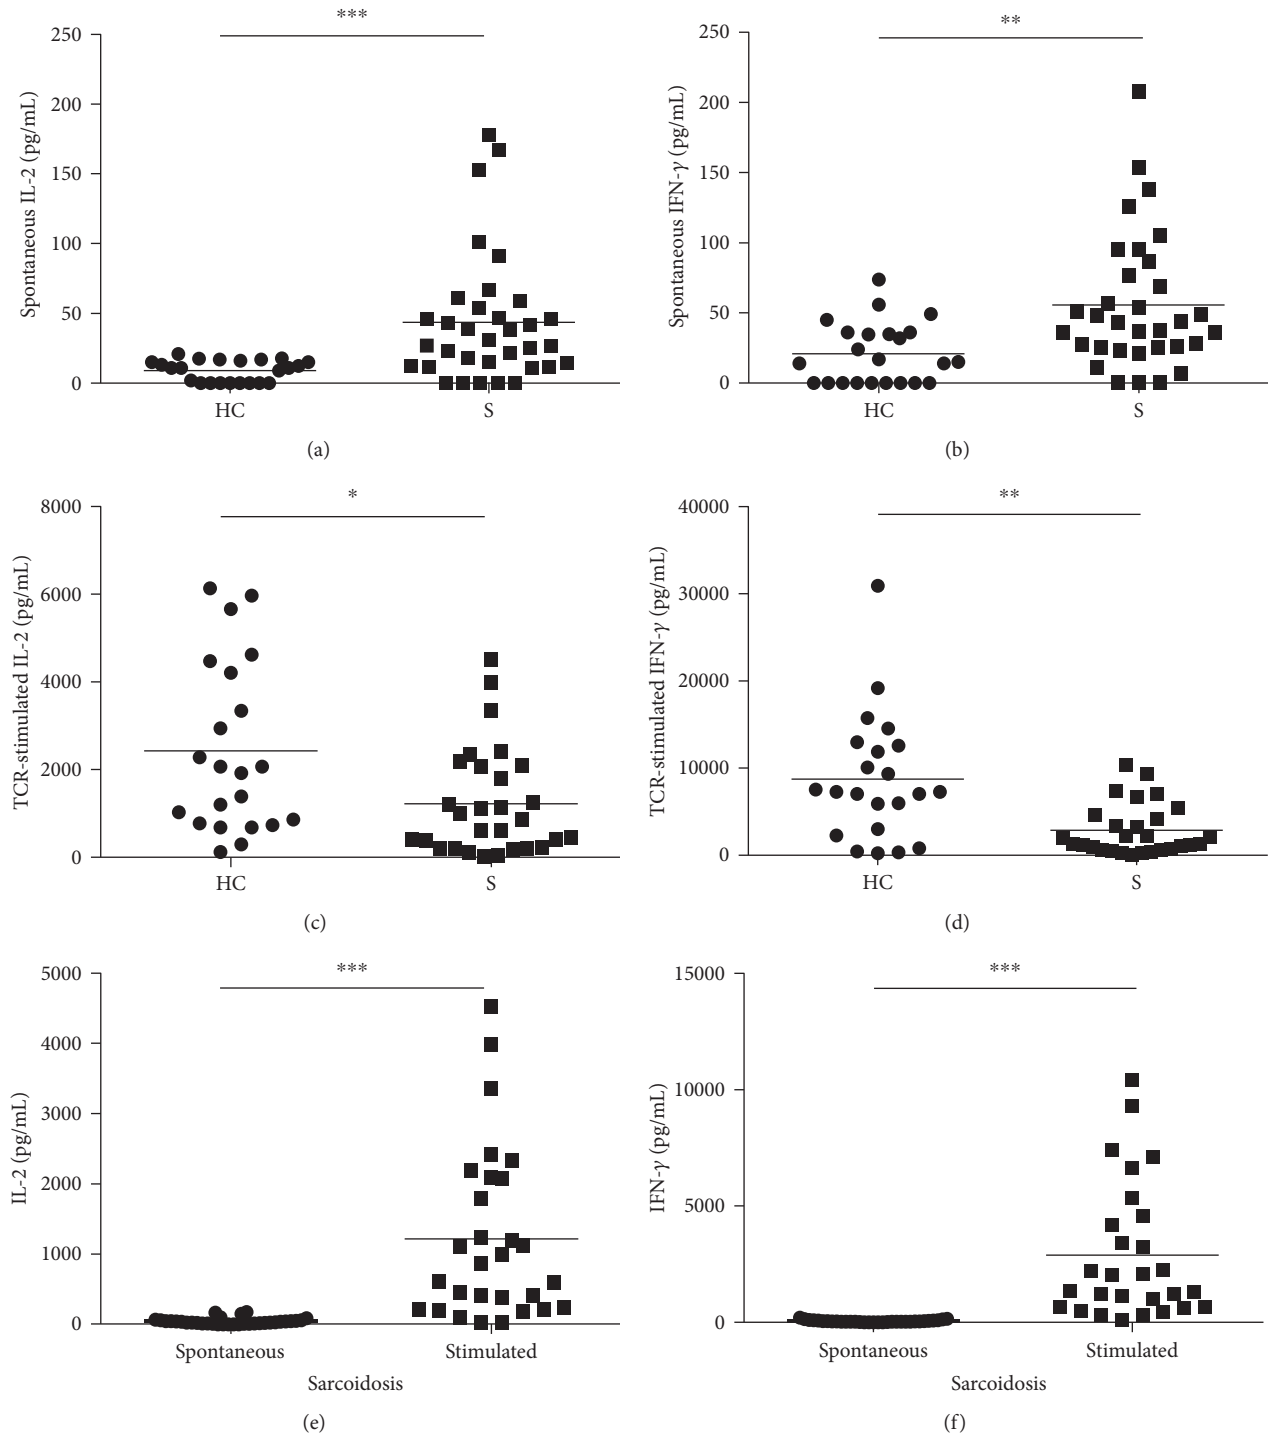 ***
250
200
150
100
50
0
Spontaneous IL-2 (pg/mL)
HC
S
(a)
**
250
200
150
100
50
0
Spontaneous IFN-γ (pg/mL)
HC
S
(b)
*
8000
6000
4000
2000
0
TCR-stimulated IL-2 (pg/mL)
HC
S
(c)
**
40000
30000
20000
10000
0
TCR-stimulated IFN-γ (pg/mL)
HC
S
(d)
***
5000
4000
3000
2000
1000
0
IL-2 (pg/mL)
Spontaneous
Stimulated
Sarcoidosis
(e)
***
15000
10000
5000
0
IFN-γ (pg/mL)
Spontaneous
Stimulated
Sarcoidosis
(f)